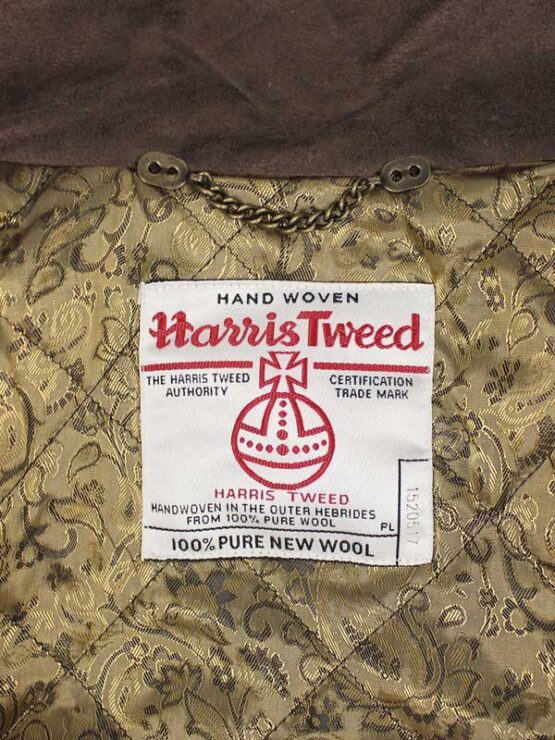 HAND WOVEN
Harris Tweed
THE HARRIS TWEED
AUTHORITY
CERTIFICATION
TRADE MARK
HARRIS TWEED
HANDWOVEN IN THE OUTER HEBRIDES
FROM 100% PURE WOOL
PL
1520517
100% PURE NEW WOOL